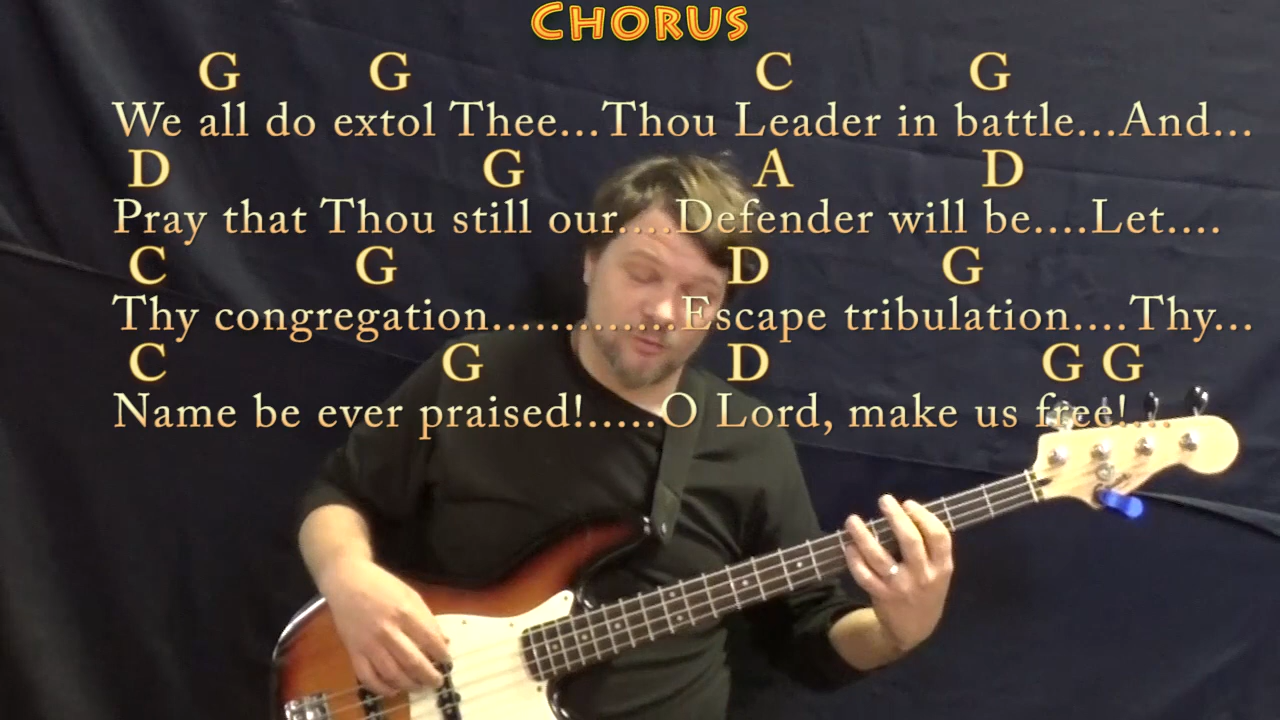 CHORUS
G G C G
We all do extol Thee...Thou Leader in battle...And...
D G A D
Pray that Thou still our....Defender will be....Let....
C G D G
Thy congregation.............Escape tribulation....Thy...
C G D G G
Name be ever praised!.....O Lord, make us free!....